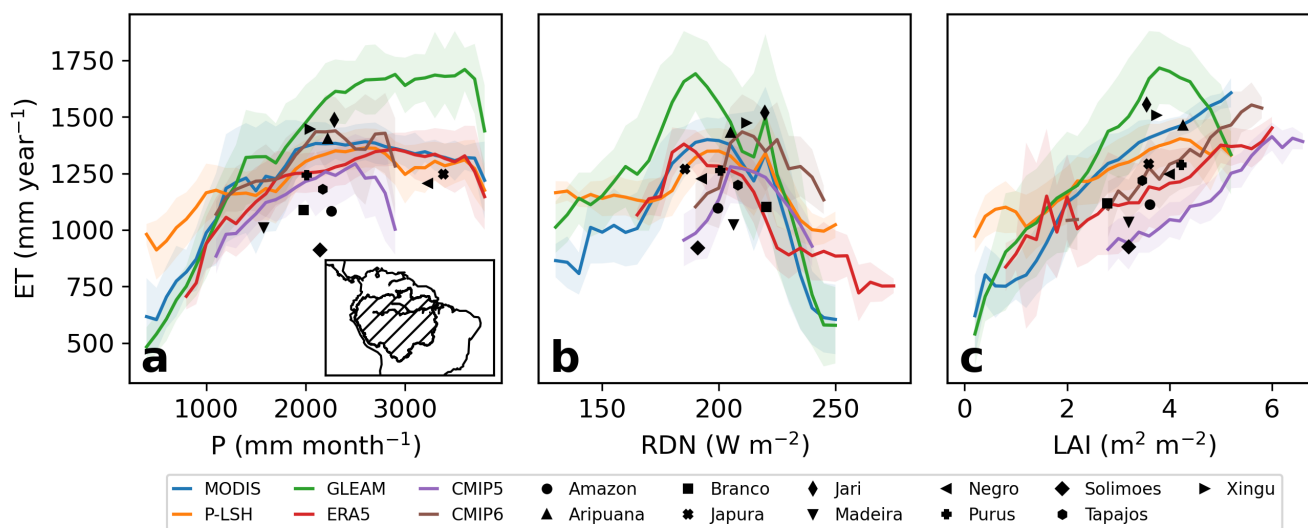 1750
1500
1250
1000
750
500
ET (mm year⁻¹)
a
b
c
1000 2000 3000
150 200 250
0 2 4 6
P (mm month⁻¹)
RDN (W m⁻²)
LAI (m² m⁻²)
MODIS GLEAM CMIP5 Amazon Branco Jari Negro Solimoes Xingu
P-LSH ERA5 CMIP6 Aripuana Japura Madeira Purus Tapajos